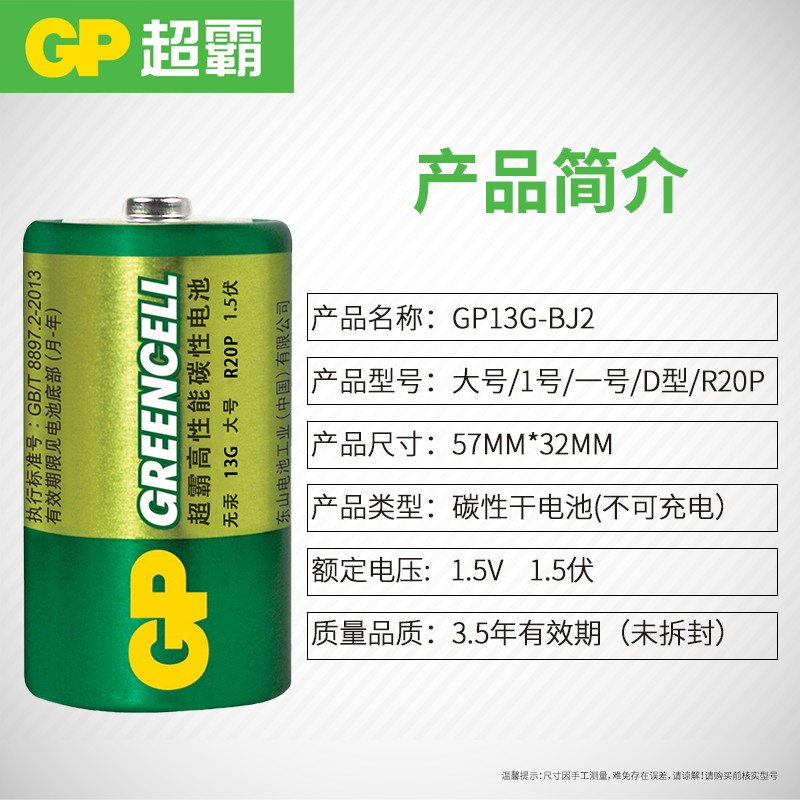 GP超霸
产品简介
产品名称：GP13G-BJ2
产品型号：大号/1号/一号/D型/R20P
产品尺寸：57MM*32MM
产品类型：碳性干电池(不可充电）
额定电压：1.5V 1.5伏
质量品质：3.5年有效期（未拆封）
执行标准号：GB/T 8897.2-2013
有效期限见电池底部(月-年)
GREENCELL
超霸高性能碳性电池
无汞 13G 大号 R20P 1.5伏
东山电池工业(中国)有限公司
GP
温馨提示：尺寸因手工测量，难免存在误差，请谅解！请购买前核实型号